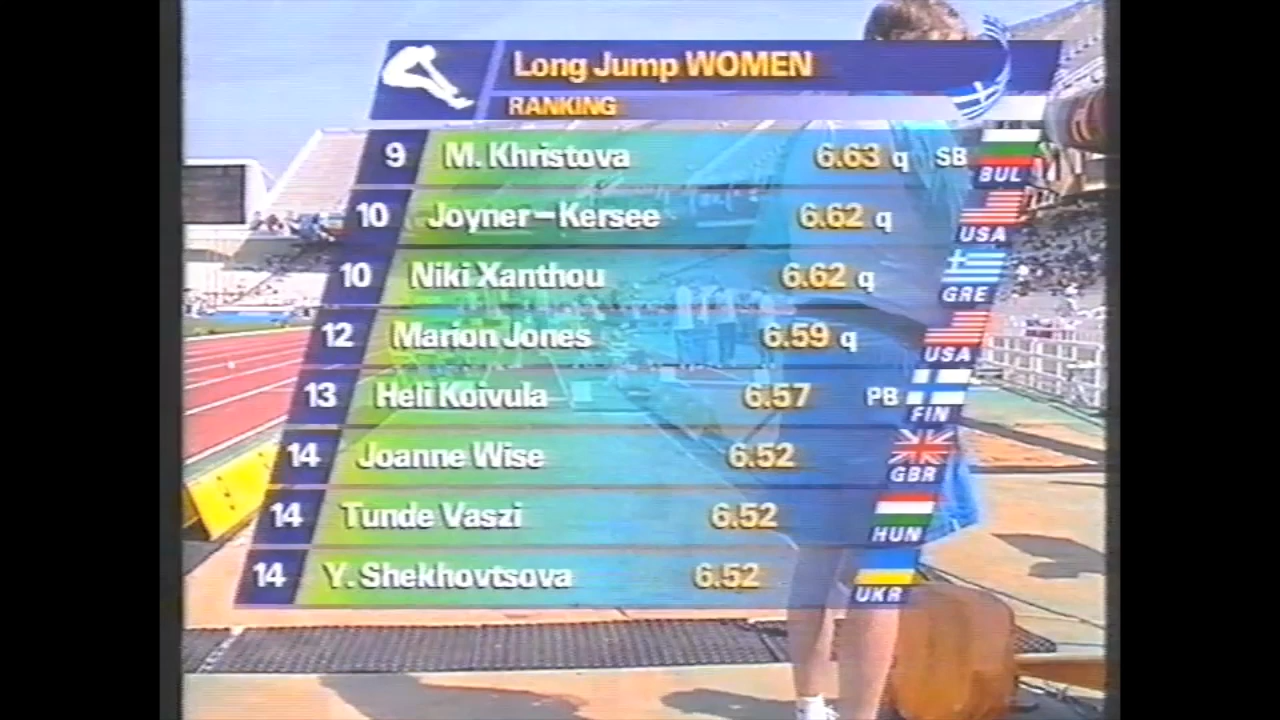 Long Jump WOMEN
RANKING
9 M. Khristova 6.63 q SB BUL
10 Joyner-Kersee 6.62 q USA
10 Niki Xanthou 6.62 q GRE
12 Marion Jones 6.59 q USA
13 Heli Koivula 6.57 PB FIN
14 Joanne Wise 6.52 GBR
14 Tunde Vaszi 6.52 HUN
14 Y. Shekhovtsova 6.52 UKR